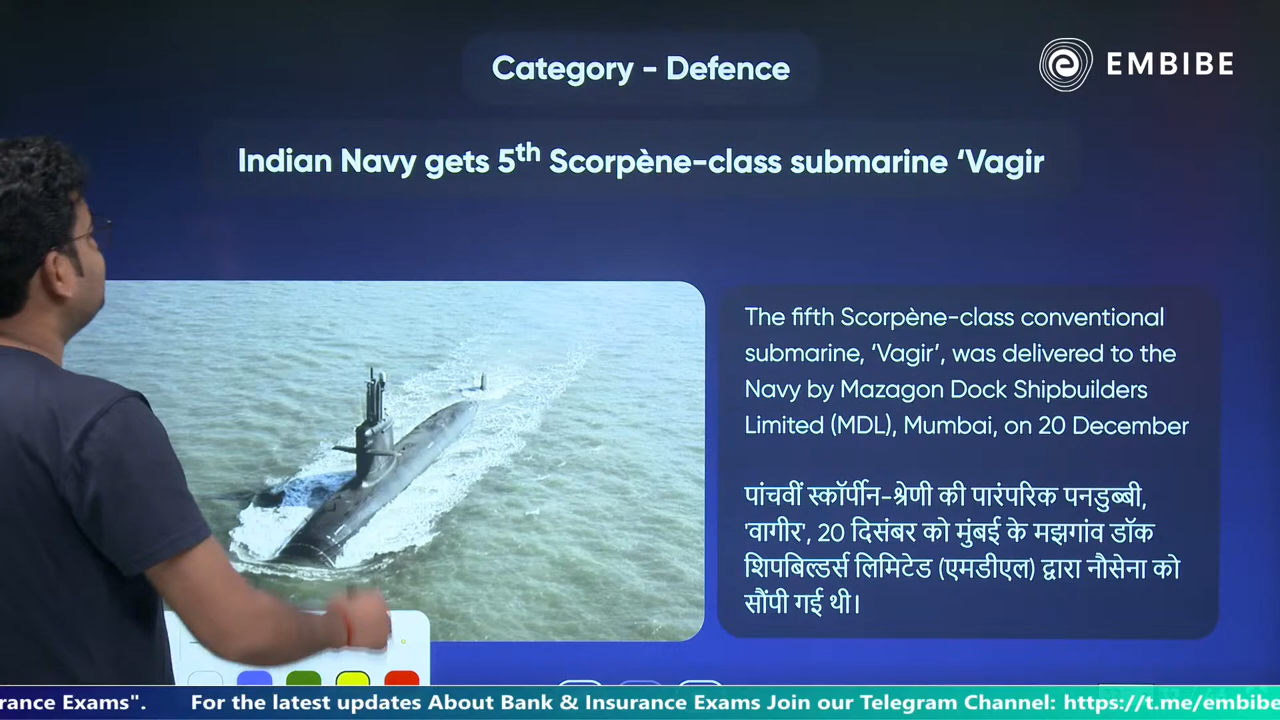 Category - Defence
EMBIBE
Indian Navy gets 5th Scorpène-class submarine ‘Vagir
The fifth Scorpène-class conventional
submarine, ‘Vagir’, was delivered to the
Navy by Mazagon Dock Shipbuilders
Limited (MDL), Mumbai, on 20 December
पांचवीं स्कॉर्पीन-श्रेणी की पारंपरिक पनडुब्बी,
'वागीर', 20 दिसंबर को मुंबई के मझगांव डॉक
शिपबिल्डर्स लिमिटेड (एमडीएल) द्वारा नौसेना को
सौंपी गई थी।
rance Exams". For the latest updates About Bank & Insurance Exams Join our Telegram Channel: https://t.me/embibe